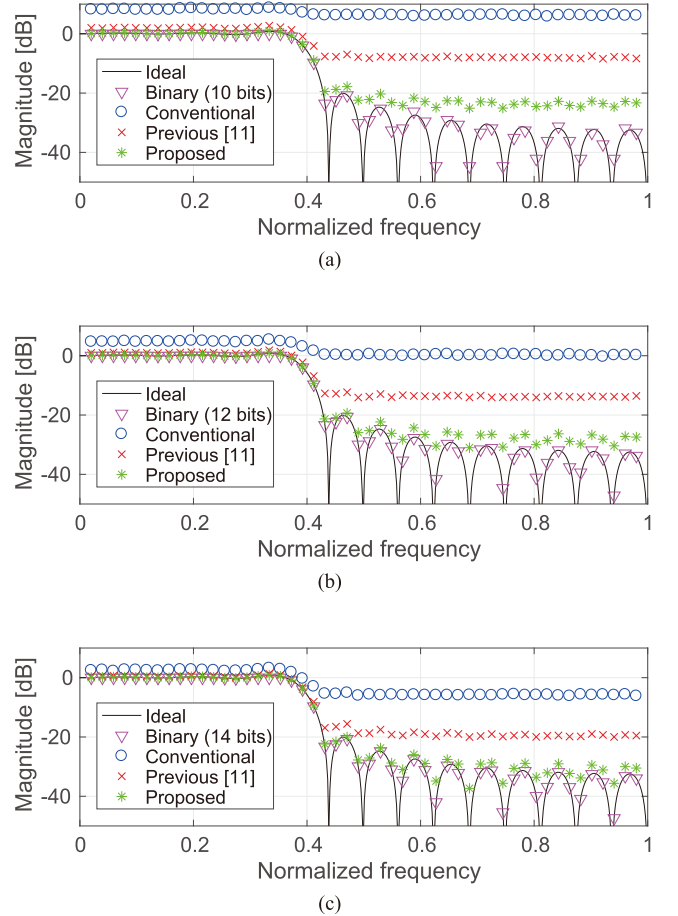 Magnitude [dB]
0
-20
-40
Ideal
Binary (10 bits)
Conventional
Previous [11]
Proposed
0 0.2 0.4 0.6 0.8 1
Normalized frequency
(a)
Magnitude [dB]
0
-20
-40
Ideal
Binary (12 bits)
Conventional
Previous [11]
Proposed
0 0.2 0.4 0.6 0.8 1
Normalized frequency
(b)
Magnitude [dB]
0
-20
-40
Ideal
Binary (14 bits)
Conventional
Previous [11]
Proposed
0 0.2 0.4 0.6 0.8 1
Normalized frequency
(c)